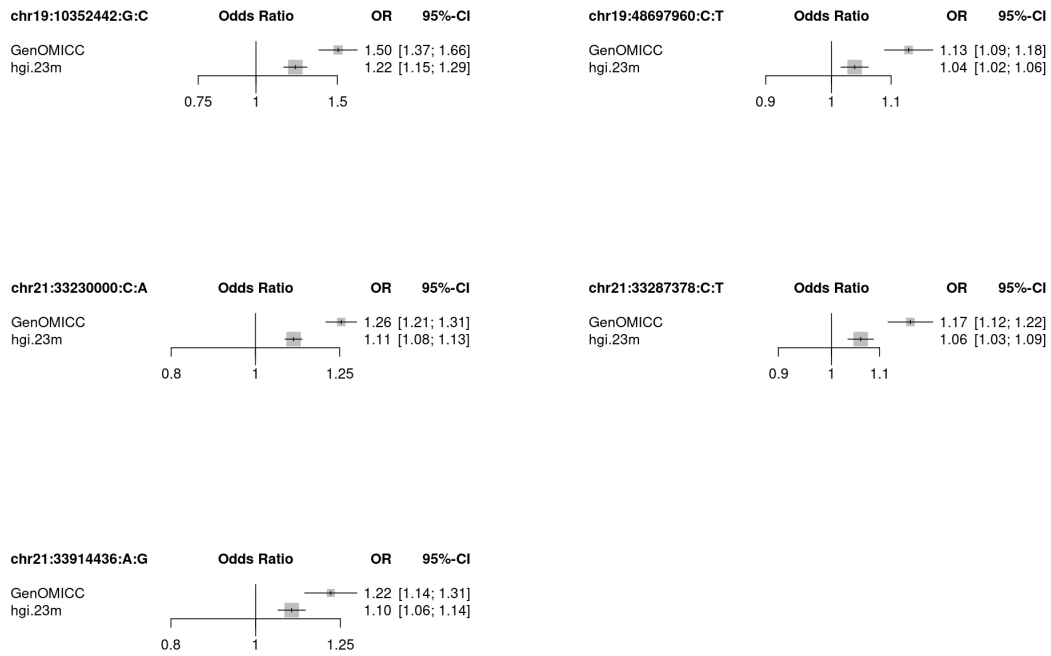 chr19:10352442:G:C Odds Ratio OR 95%-CI
GenOMICC 1.50 [1.37; 1.66]
hgi.23m 1.22 [1.15; 1.29]
0.75 1 1.5
chr19:48697960:C:T Odds Ratio OR 95%-CI
GenOMICC 1.13 [1.09; 1.18]
hgi.23m 1.04 [1.02; 1.06]
0.9 1 1.1
chr21:33230000:C:A Odds Ratio OR 95%-CI
GenOMICC 1.26 [1.21; 1.31]
hgi.23m 1.11 [1.08; 1.13]
0.8 1 1.25
chr21:33287378:C:T Odds Ratio OR 95%-CI
GenOMICC 1.17 [1.12; 1.22]
hgi.23m 1.06 [1.03; 1.09]
0.9 1 1.1
chr21:33914436:A:G Odds Ratio OR 95%-CI
GenOMICC 1.22 [1.14; 1.31]
hgi.23m 1.10 [1.06; 1.14]
0.8 1 1.25